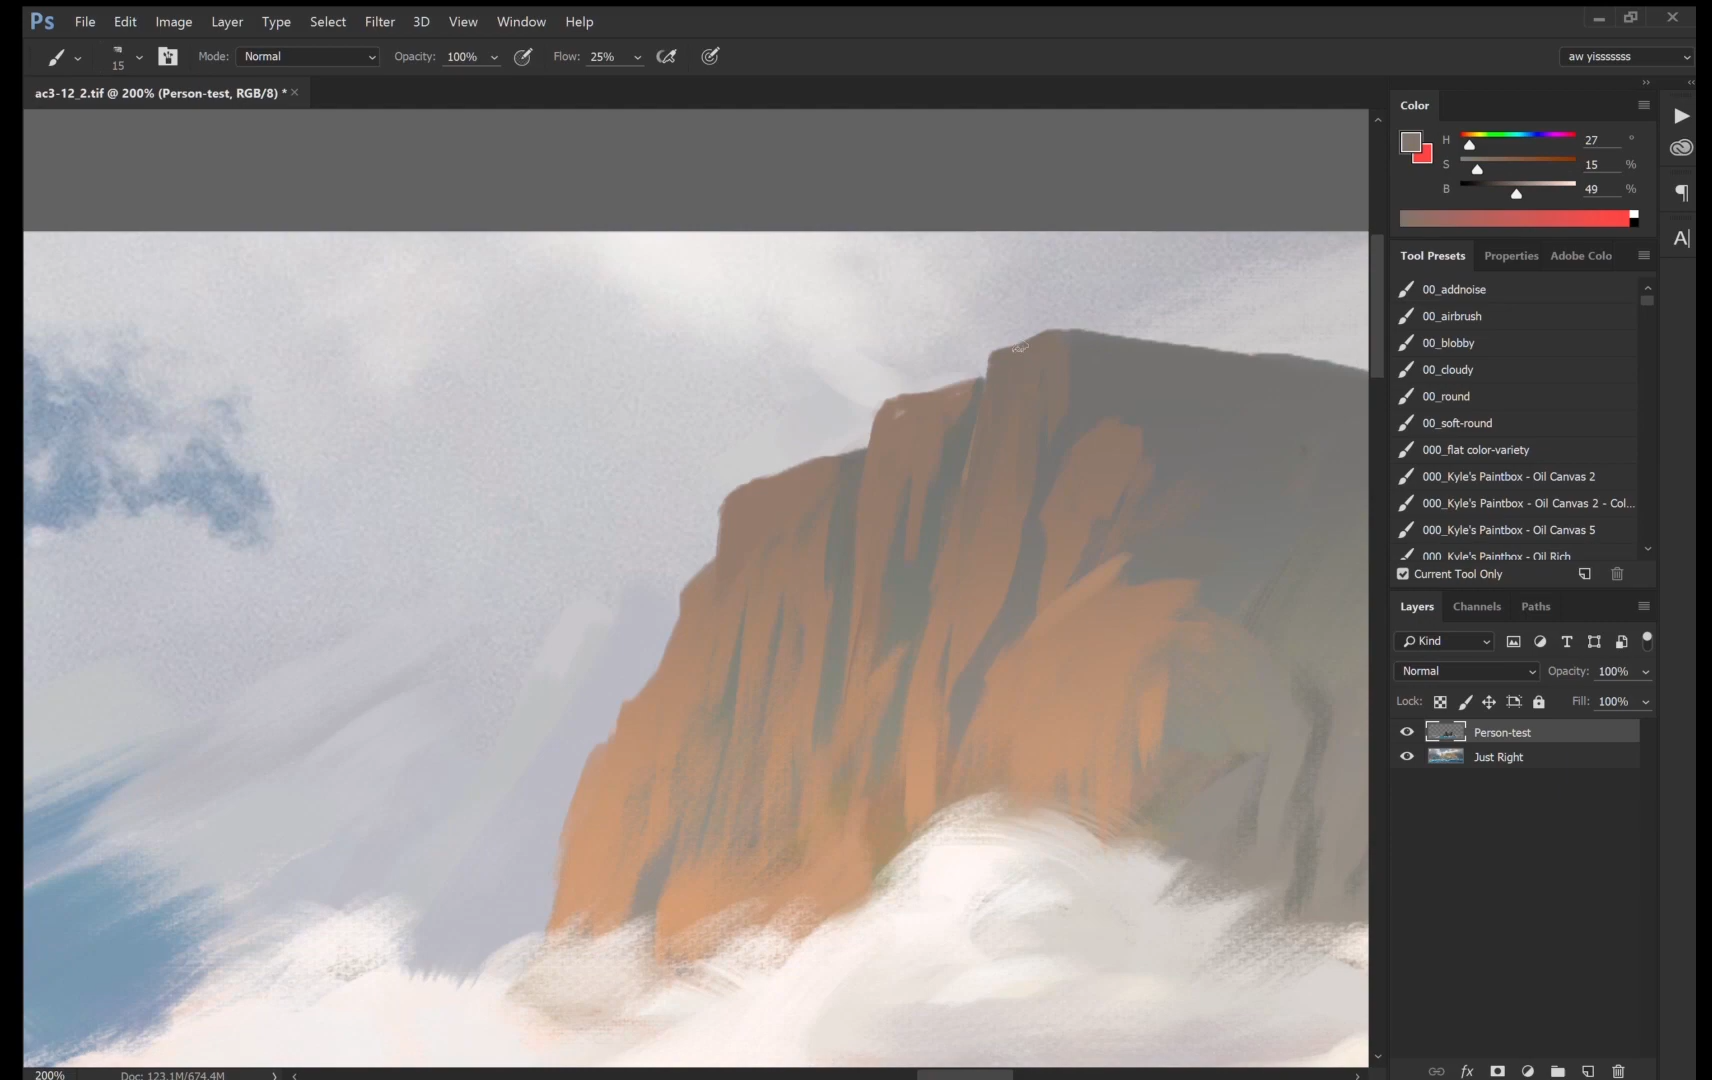 Ps File Edit Image Layer Type Select Filter 3D View Window Help
15 Mode: Normal Opacity: 100% Flow: 25% aw yisssssss
ac3-12_2.tif @ 200% (Person-test, RGB/8) *
Color
H 27 °
S 15 %
B 49 %
Tool Presets Properties Adobe Colo
00_addnoise
00_airbrush
00_blobby
00_cloudy
00_round
00_soft-round
000_flat color-variety
000_Kyle's Paintbox - Oil Canvas 2
000_Kyle's Paintbox - Oil Canvas 2 - Col...
000_Kyle's Paintbox - Oil Canvas 5
000_Kyle's Paintbox - Oil Rich
Current Tool Only
Layers Channels Paths
Kind
Normal Opacity: 100%
Lock: Fill: 100%
Person-test
Just Right
200% Doc: 123.1M/674.4M